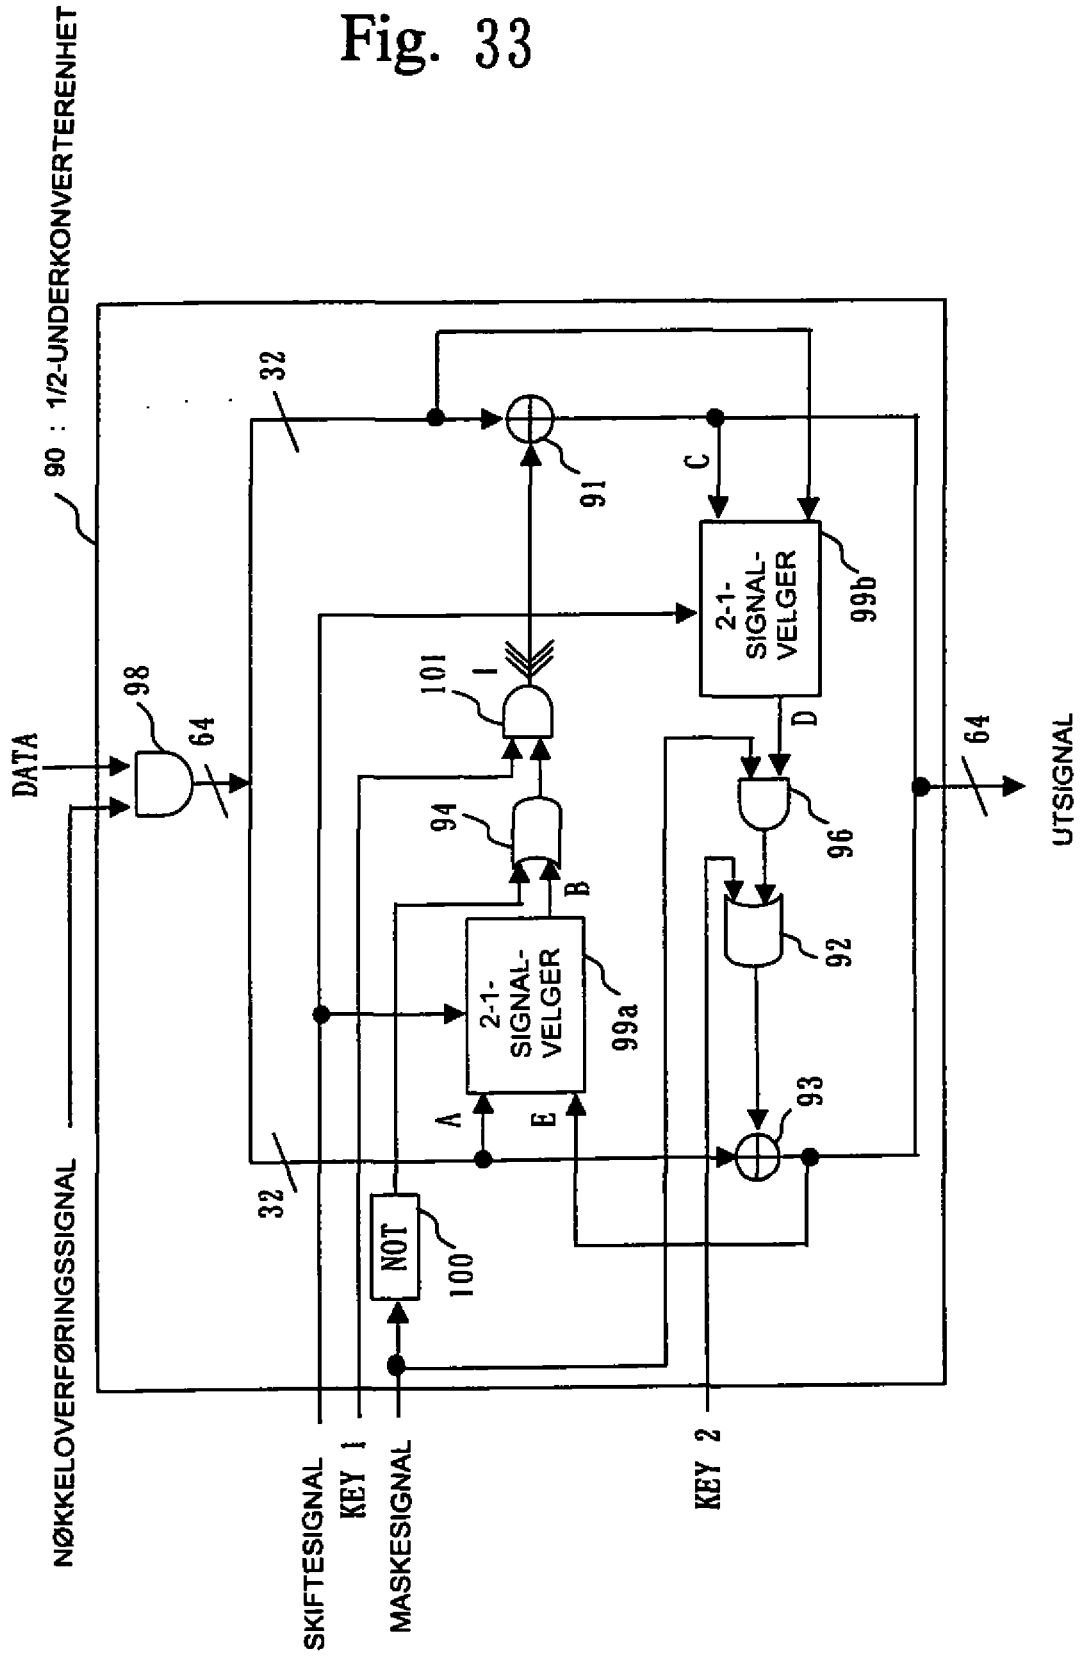 Fig. 33
90 : 1/2-UNDERKONVERTERENHET
DATA
NØKKELOVERFØRINGSSIGNAL
98
64
32
32
SKIFTESIGNAL
KEY 1
MASKESIGNAL
NOT
100
A
E
2-1-
SIGNAL-
VELGER
99a
B
94
101
1
91
C
2-1-
SIGNAL-
VELGER
99b
D
96
92
93
KEY 2
64
UTSIGNAL